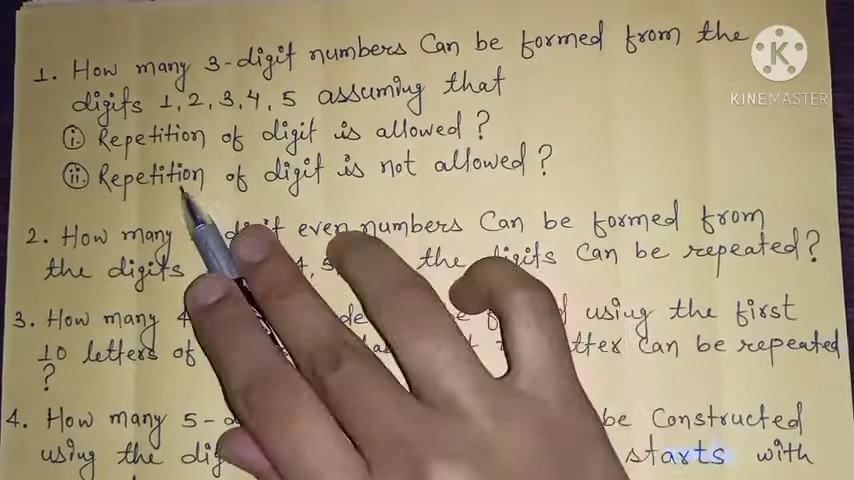 1. How many 3-digit numbers Can be formed from the
digits 1, 2, 3, 4, 5 assuming that
i. Repetition of digit is allowed ?
ii. Repetition of digit is not allowed ?
2. How many even numbers Can be formed from
the digits 4, the digits Can be repeated ?
3. How many 4 using the first
10 letters of can be repeated
?
4. How many 5- be Constructed
using the starts with
KINEMASTER